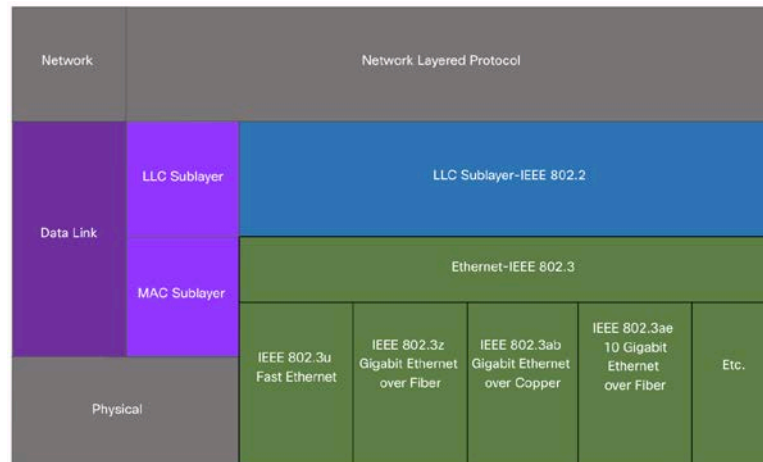 Network
Network Layered Protocol
Data Link
LLC Sublayer
LLC Sublayer-IEEE 802.2
MAC Sublayer
Ethernet-IEEE 802.3
IEEE 802.3u
Fast Ethernet
IEEE 802.3z
Gigabit Ethernet
over Fiber
IEEE 802.3ab
Gigabit Ethernet
over Copper
IEEE 802.3ae
10 Gigabit
Ethernet
over Fiber
Etc.
Physical